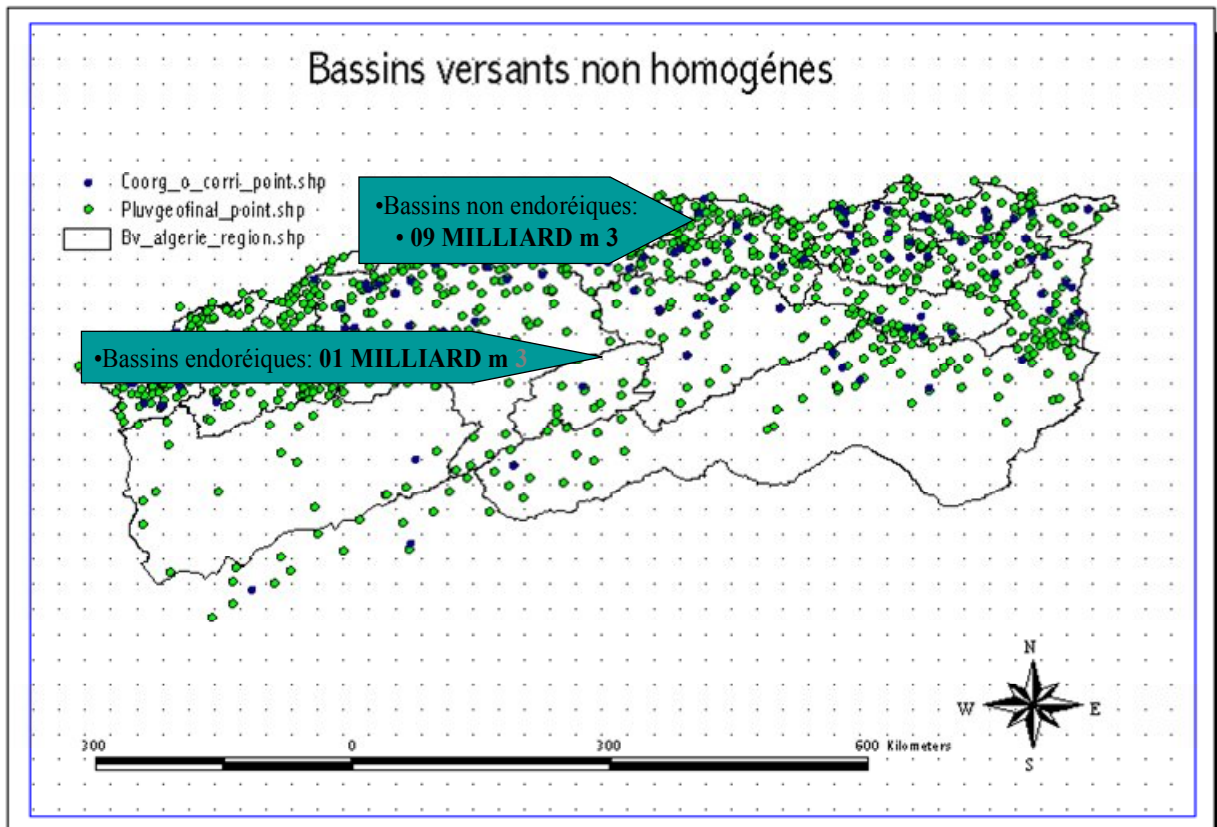 Bassins versants non homogénes
Coorg_o_corri_point.shp
Pluvgeofinal_point.shp
Bv_algerie_region.shp
•Bassins non endoréiques:
• 09 MILLIARD m 3
•Bassins endoréiques: 01 MILLIARD m 3
N
W E
S
300 0 300 600 Kilometers